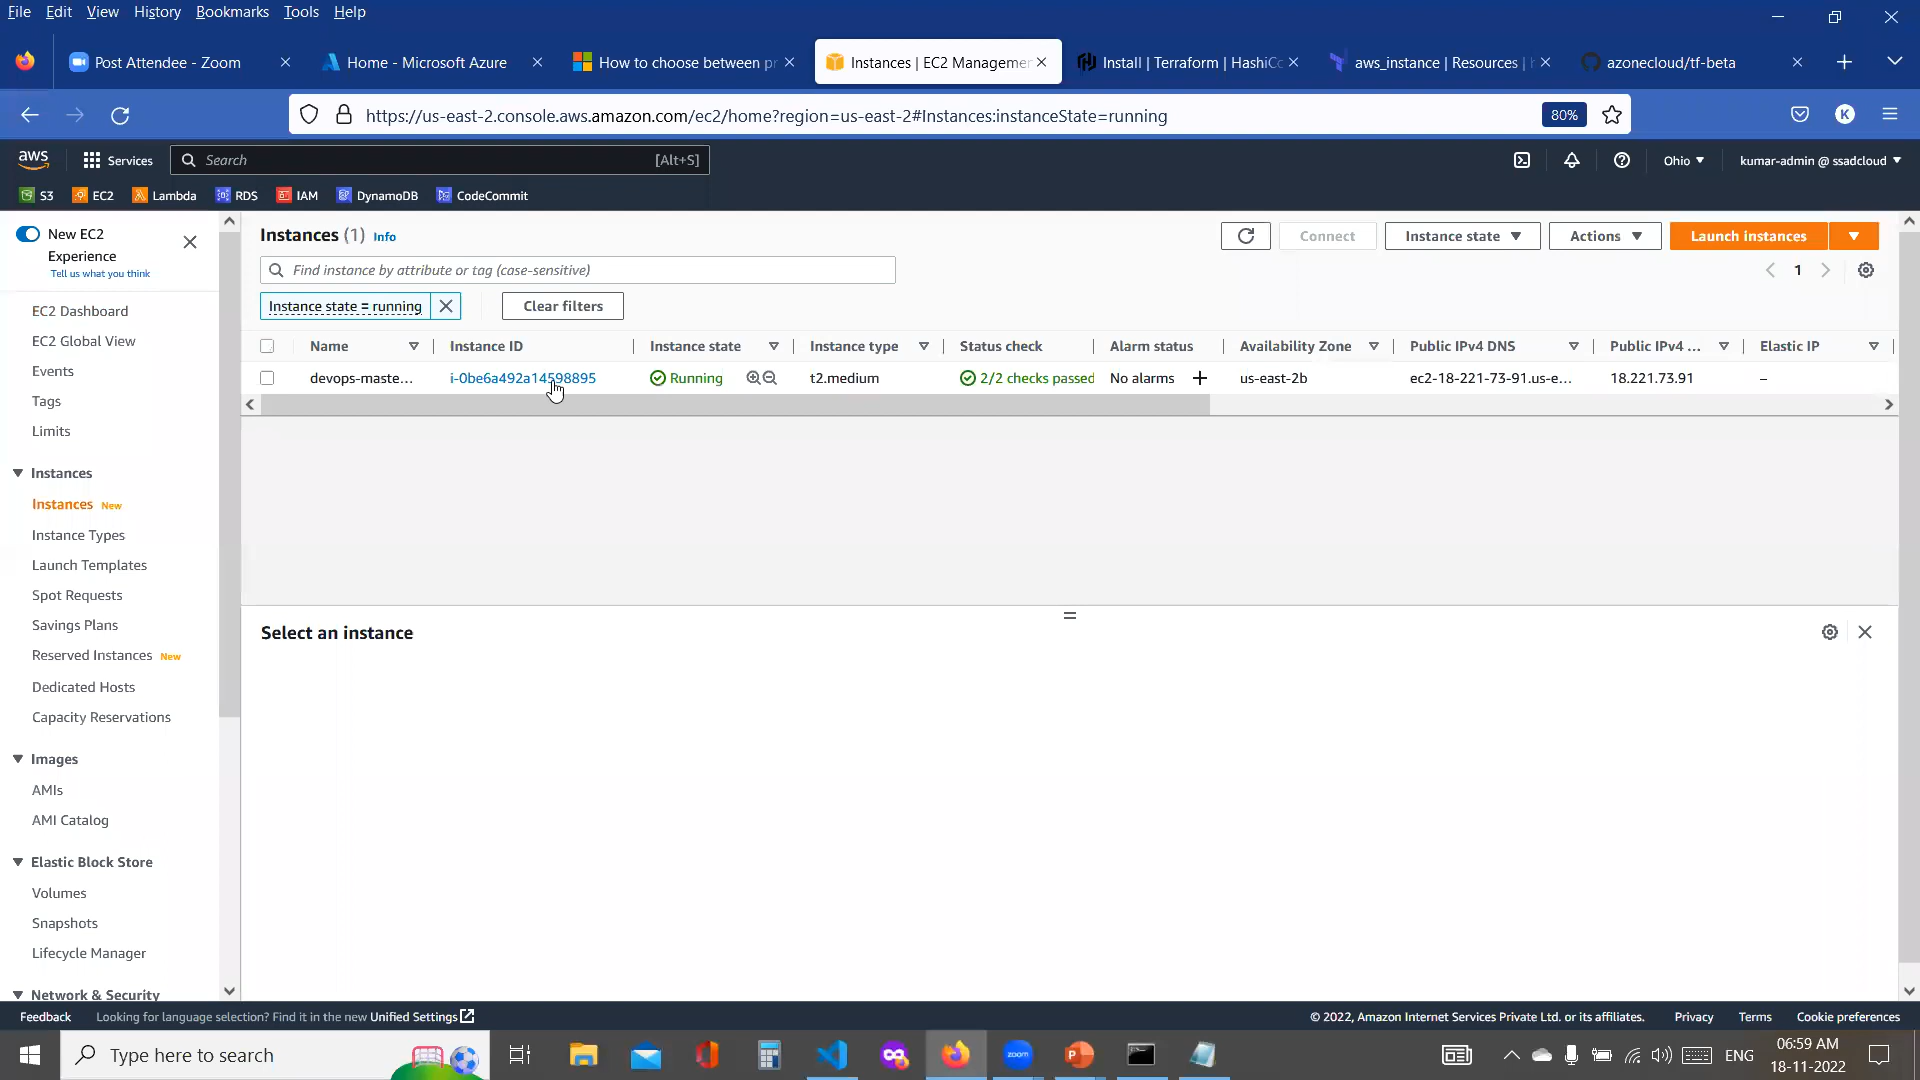 File Edit View History Bookmarks Tools Help
Post Attendee - Zoom
Home - Microsoft Azure
How to choose between pr
Instances | EC2 Managemen
Install | Terraform | HashiCo
aws_instance | Resources | h
azonecloud/tf-beta
https://us-east-2.console.aws.amazon.com/ec2/home?region=us-east-2#Instances:instanceState=running
80%
K
aws
Services
Search
[Alt+S]
Ohio
kumar-admin @ ssadcloud
S3
EC2
Lambda
RDS
IAM
DynamoDB
CodeCommit
New EC2
Experience
Tell us what you think
EC2 Dashboard
EC2 Global View
Events
Tags
Limits
Instances
Instances New
Instance Types
Launch Templates
Spot Requests
Savings Plans
Reserved Instances New
Dedicated Hosts
Capacity Reservations
Images
AMIs
AMI Catalog
Elastic Block Store
Volumes
Snapshots
Lifecycle Manager
Network & Security
Instances (1) Info
Connect
Instance state
Actions
Launch instances
Find instance by attribute or tag (case-sensitive)
1
Instance state = running
Clear filters
Name Instance ID Instance state Instance type Status check Alarm status Availability Zone Public IPv4 DNS Public IPv4 ... Elastic IP
devops-maste... i-0be6a492a14598895 Running t2.medium 2/2 checks passed No alarms + us-east-2b ec2-18-221-73-91.us-e... 18.221.73.91 –
Select an instance
Feedback
Looking for language selection? Find it in the new Unified Settings
© 2022, Amazon Internet Services Private Ltd. or its affiliates.
Privacy
Terms
Cookie preferences
Type here to search
zoom
ENG
06:59 AM
18-11-2022